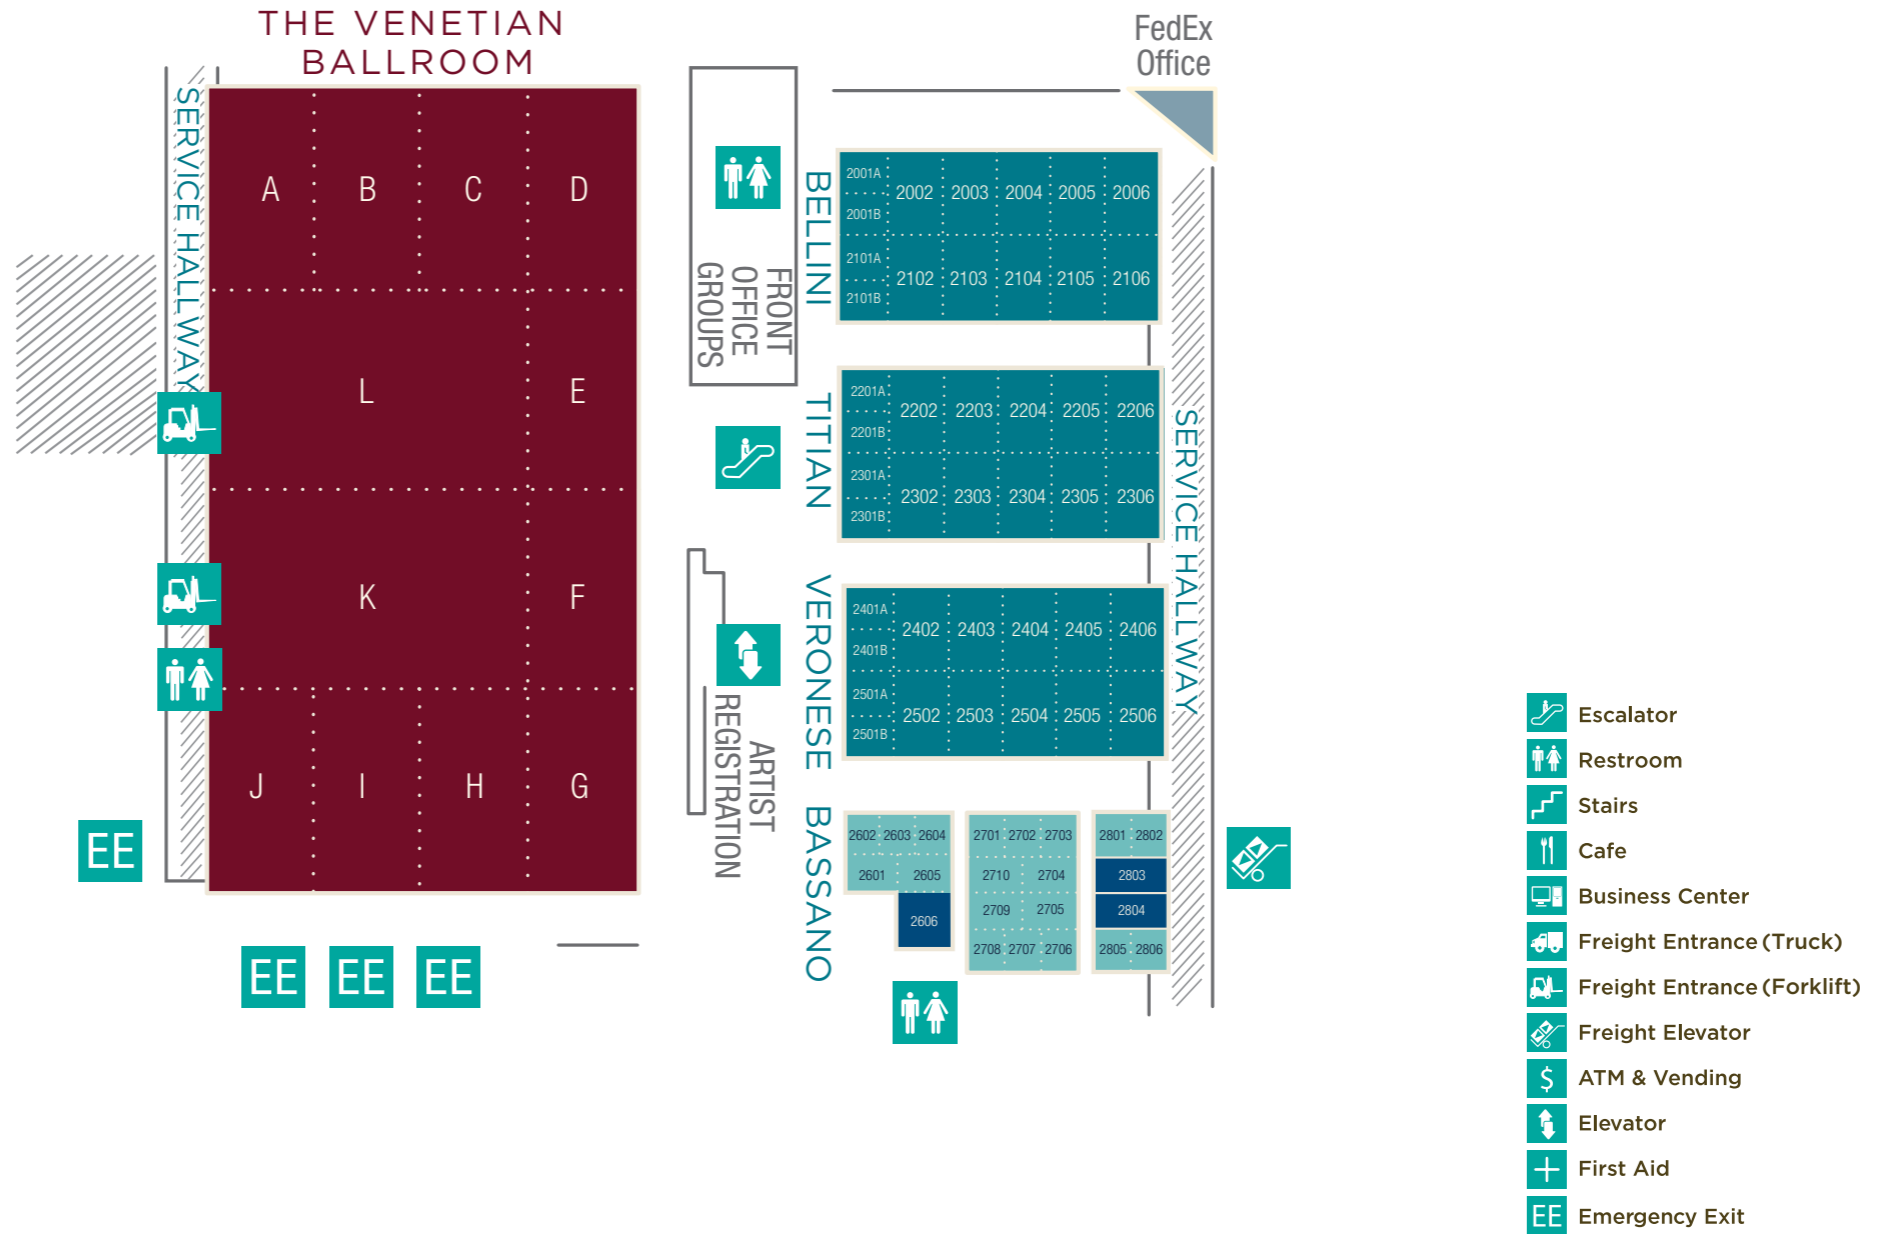 THE VENETIAN
BALLROOM
FedEx
Office
SERVICE HALLWAY
A
B
C
D
L
E
K
F
J
I
H
G
FRONT
OFFICE
GROUPS
ARTIST
REGISTRATION
BELLINI
2001A
2001B
2002
2003
2004
2005
2006
2101A
2101B
2102
2103
2104
2105
2106
TITIAN
2201A
2201B
2202
2203
2204
2205
2206
2301A
2301B
2302
2303
2304
2305
2306
VERONESE
2401A
2401B
2402
2403
2404
2405
2406
2501A
2501B
2502
2503
2504
2505
2506
BASSANO
2602
2603
2604
2601
2605
2606
2701
2702
2703
2710
2704
2709
2705
2708
2707
2706
2801
2802
2803
2804
2805
2806
SERVICE HALLWAY
EE
EE
EE
EE
Escalator
Restroom
Stairs
Cafe
Business Center
Freight Entrance (Truck)
Freight Entrance (Forklift)
Freight Elevator
$ ATM & Vending
Elevator
First Aid
EE Emergency Exit